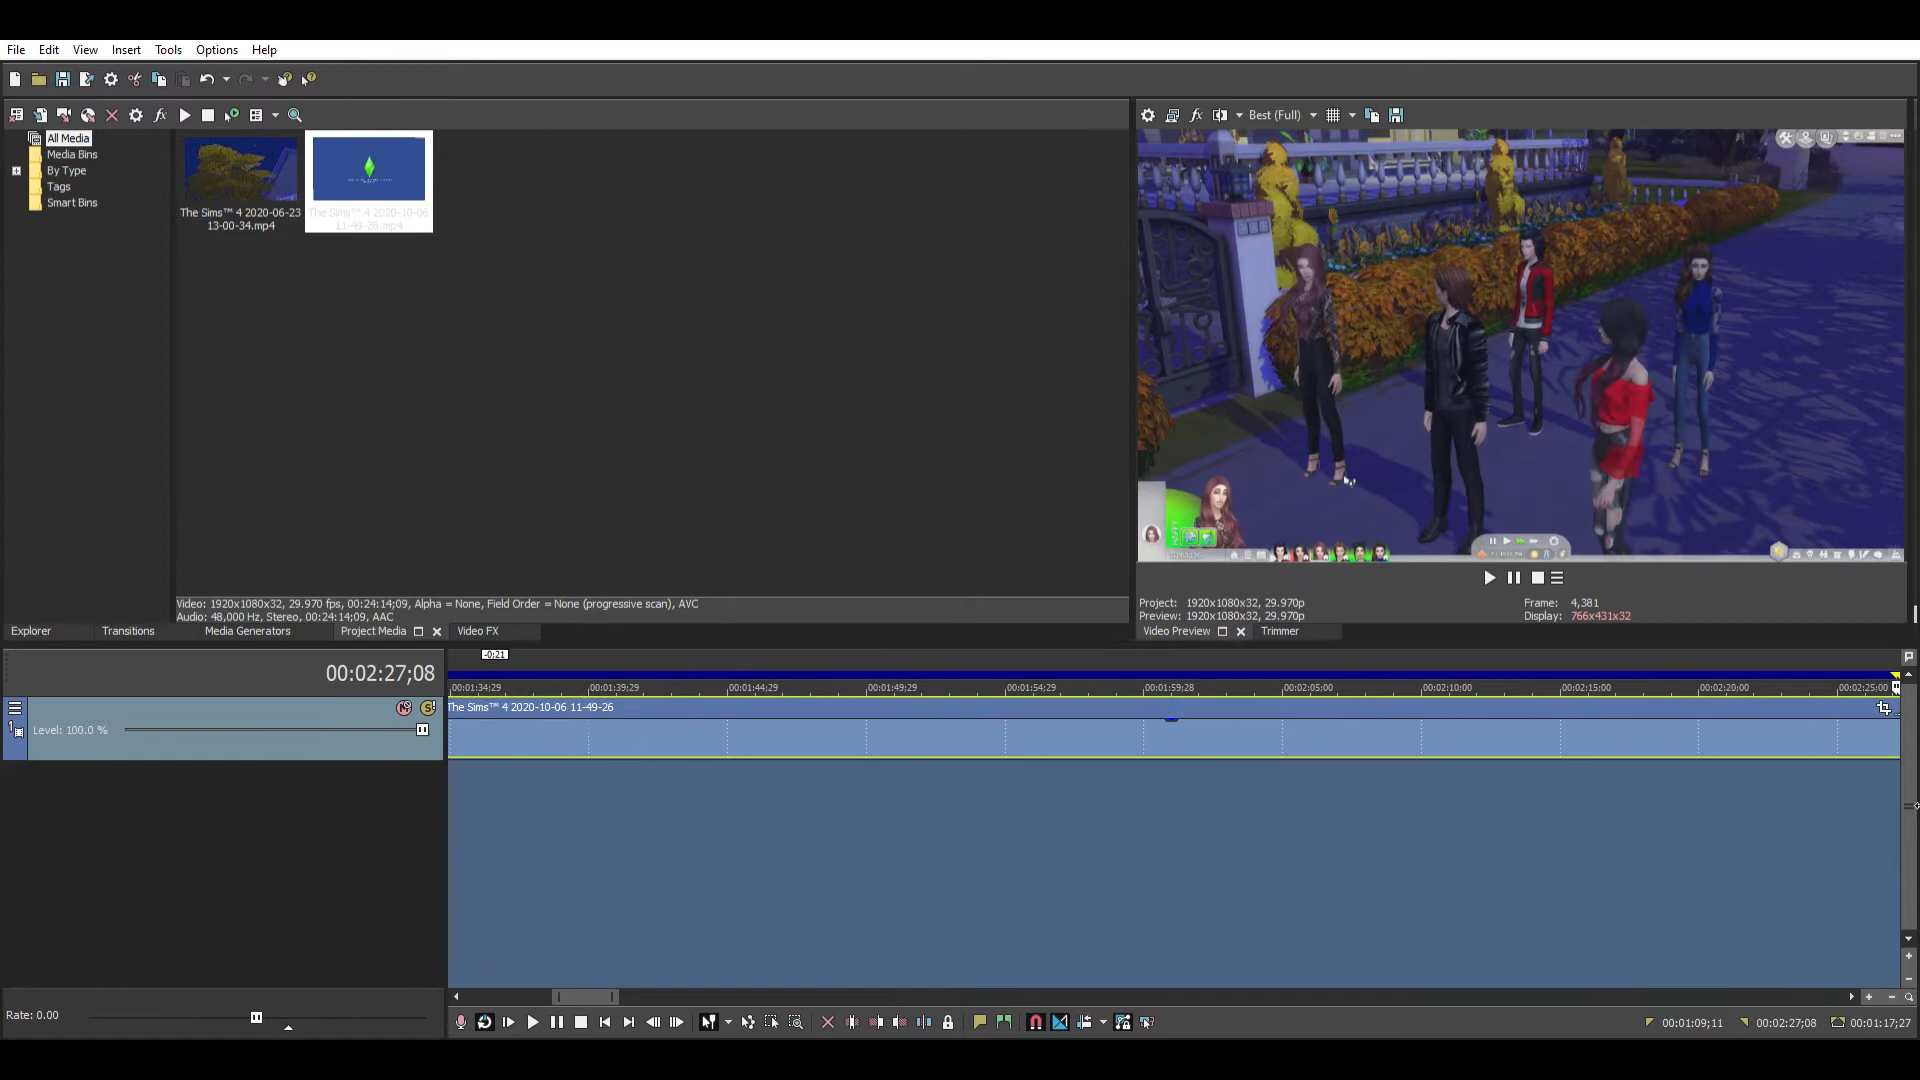 File Edit View Insert Tools Options Help
Best (Full)
All Media
Media Bins
By Type
Tags
Smart Bins
The Sims™ 4 2020-06-23
13-00-34.mp4
The Sims™ 4 2020-10-06
11-49-26.mp4
Video: 1920x1080x32, 29.970 fps, 00:24:14;09, Alpha = None, Field Order = None (progressive scan), AVC
Audio: 48,000 Hz, Stereo, 00:24:14;09, AAC
Explorer Transitions Media Generators Project Media Video FX
Project: 1920x1080x32, 29.970p
Preview: 1920x1080x32, 29.970p
Frame: 4,381
Display: 766x431x32
Video Preview Trimmer
-0;21
00:02:27;08
00:01:34;29 00:01:39;29 00:01:44;29 00:01:49;29 00:01:54;29 00:01:59;28 00:02:05;00 00:02:10;00 00:02:15;00 00:02:20;00 00:02:25;00
The Sims™ 4 2020-10-06 11-49-26
Level: 100.0 %
Rate: 0.00
00:01:09;11 00:02:27;08 00:01:17;27